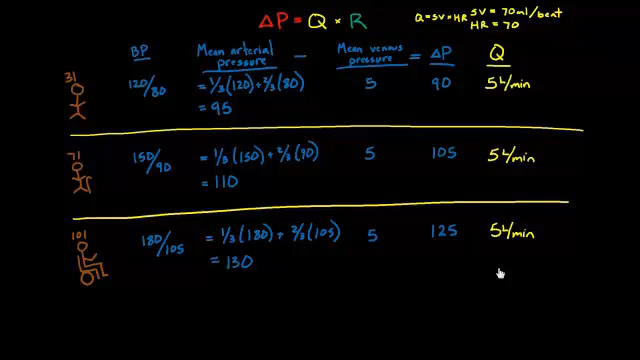 ΔP = Q × R
Q = SV × HR
SV = 70ml/beat
HR = 70
BP
Mean arterial pressure - Mean venous pressure = ΔP
Q
31
120/80
= 1/3 (120) + 2/3 (80)
= 95
5
90
5 L/min
71
150/90
= 1/3 (150) + 2/3 (90)
= 110
5
105
5 L/min
101
180/105
= 1/3 (180) + 2/3 (105)
= 130
5
125
5 L/min